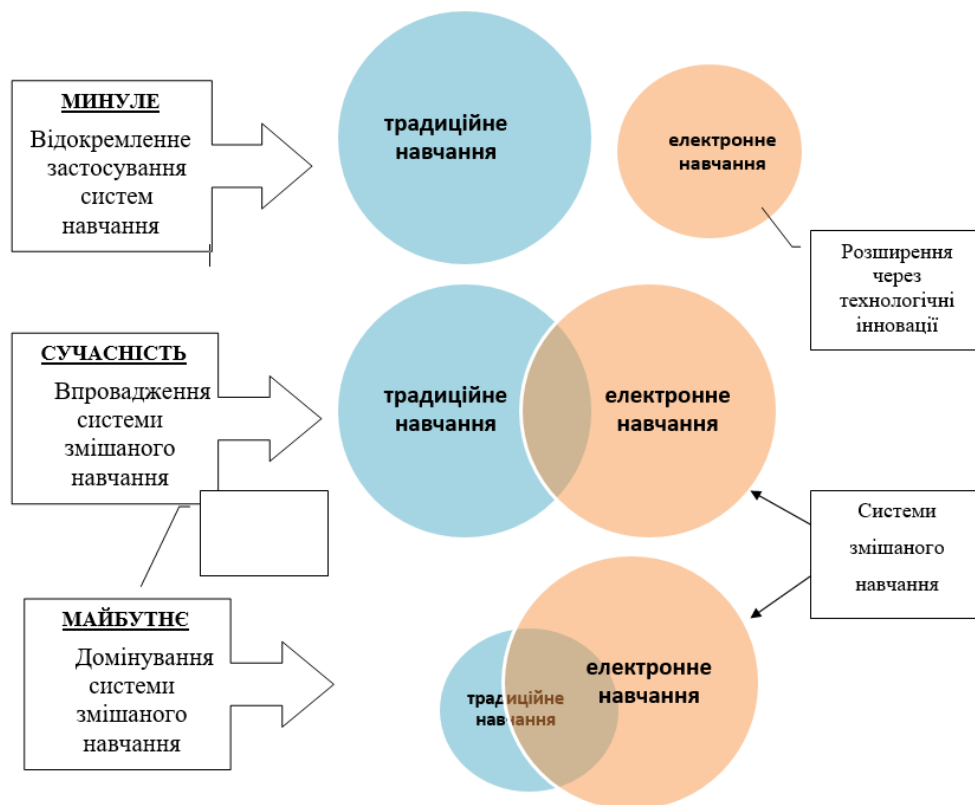 МИНУЛЕ
Відокремленне
застосування
систем
навчання
традиційне
навчання
електронне
навчання
Розширення
через
технологічні
інновації
СУЧАСНІСТЬ
Впровадження
системи
змішаного
навчання
традиційне
навчання
електронне
навчання
Системи
змішаного
навчання
МАЙБУТНЄ
Домінування
системи
змішаного
навчання
традиційне
навчання
електронне
навчання